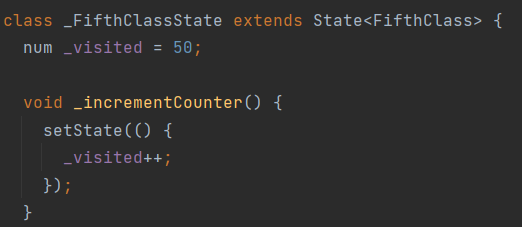 class _FifthClassState extends State<FifthClass> {
  num _visited = 50;

  void _incrementCounter() {
    setState(() {
      _visited++;
    });
  }